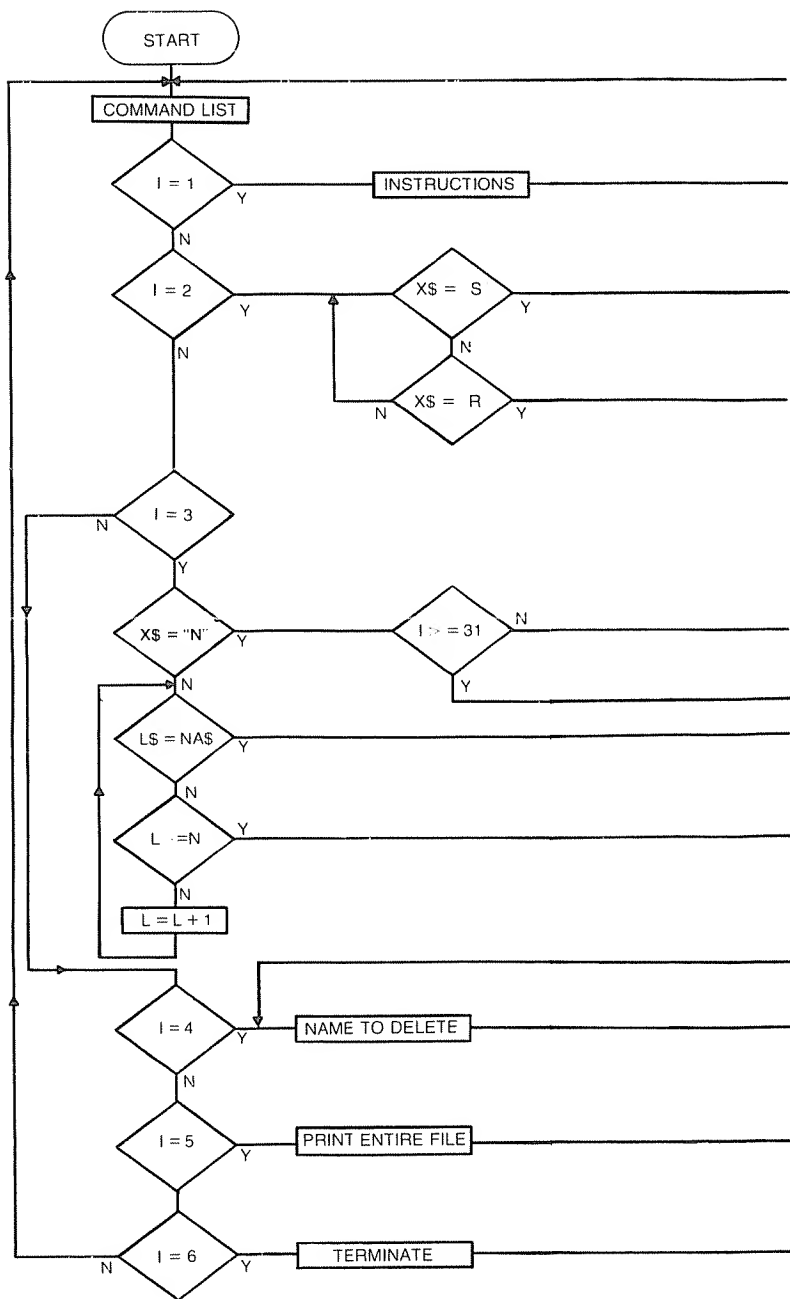 START
COMMAND LIST
I = 1
Y
INSTRUCTIONS
N
I = 2
Y
X$ = S
Y
N
N
X$ = R
Y
N
I = 3
Y
X$ = "N"
Y
I > = 31
N
Y
N
L$ = NA$
Y
N
L =N
Y
N
L = L + 1
I = 4
Y
NAME TO DELETE
N
I = 5
Y
PRINT ENTIRE FILE
N
I = 6
Y
TERMINATE